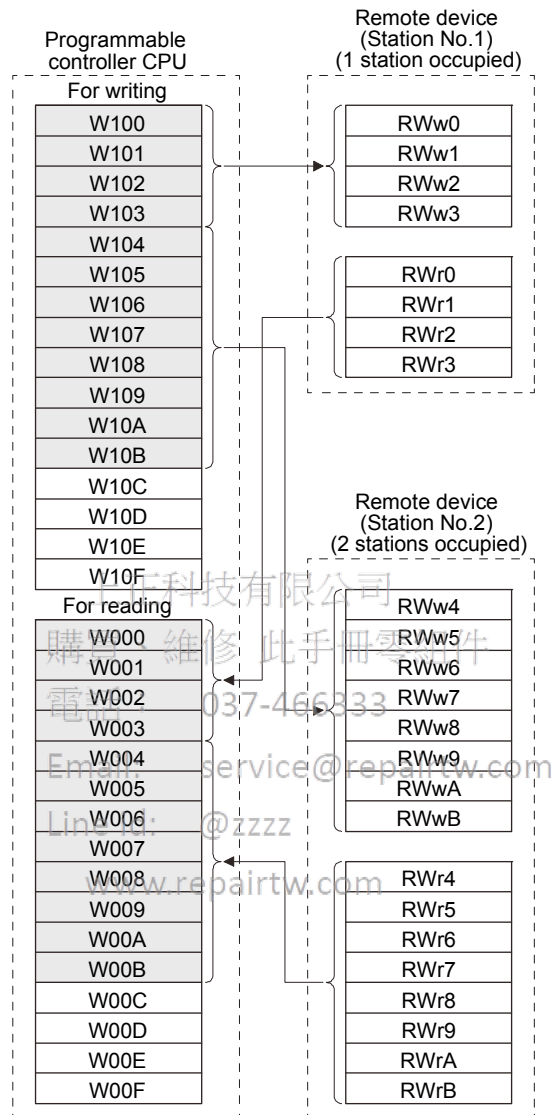 Programmable
controller CPU
For writing
W100
W101
W102
W103
W104
W105
W106
W107
W108
W109
W10A
W10B
W10C
W10D
W10E
W10F
For reading
W000
W001
W002
W003
W004
W005
W006
W007
W008
W009
W00A
W00B
W00C
W00D
W00E
W00F
Remote device
(Station No.1)
(1 station occupied)
RWw0
RWw1
RWw2
RWw3
RWr0
RWr1
RWr2
RWr3
Remote device
(Station No.2)
(2 stations occupied)
RWw4
RWw5
RWw6
RWw7
RWw8
RWw9
RWwA
RWwB
RWr4
RWr5
RWr6
RWr7
RWr8
RWr9
RWrA
RWrB
正科技有限公司
購買、維修 此手冊零組件
電話： 037-466333
Email: service@repairtw.com
Line id: @zzzz
www.repairtw.com